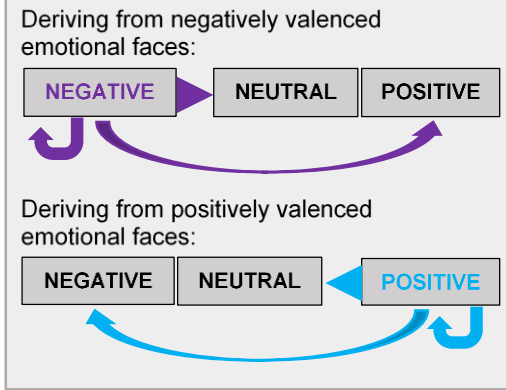 Deriving from negatively valenced
emotional faces:
NEGATIVE NEUTRAL POSITIVE
Deriving from positively valenced
emotional faces:
NEGATIVE NEUTRAL POSITIVE